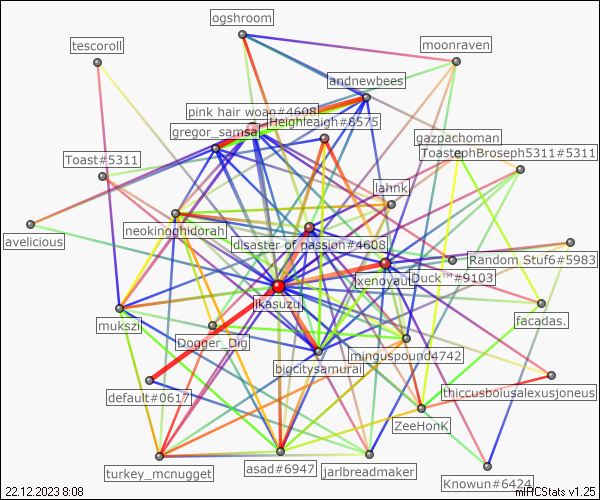 ogshroom
tescoroll
moonraven
andnewbees
pink hair woag#4608
Heighleaigh#8575
gregor_samsa
gazpachoman
ToastephBroseph5311#5311
Toast#5311
lahnk
neokingghidorah
avelicious
disaster of passion#4608
Random Stuf6#5983
xenoyaui
Duck™#9103
jkasuzu
mukszi
facadas.
Dogger_Dig
minguspound4742
bigcitysamurai
default#0617
thiccusboiusalexusjoneus
ZeeHonK
turkey_mcnugget
asad#6947
jarlbreadmaker
Knowun#6424
22.12.2023 8:08
mIRCStats v1.25